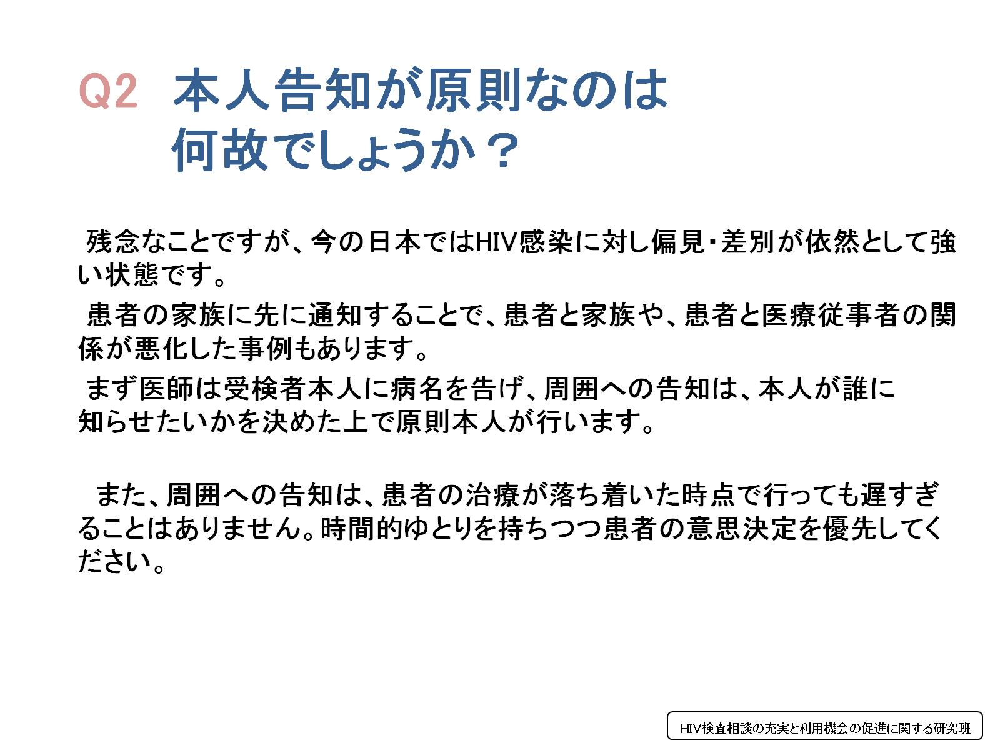 Q2 本人告知が原則なのは
何故でしょうか？
残念なことですが、今の日本ではHIV感染に対し偏見・差別が依然として強
い状態です。
患者の家族に先に通知することで、患者と家族や、患者と医療従事者の関
係が悪化した事例もあります。
まず医師は受検者本人に病名を告げ、周囲への告知は、本人が誰に
知らせたいかを決めた上で原則本人が行います。
また、周囲への告知は、患者の治療が落ち着いた時点で行っても遅すぎ
ることはありません。時間的ゆとりを持ちつつ患者の意思決定を優先してく
ださい。
HIV検査相談の充実と利用機会の促進に関する研究班